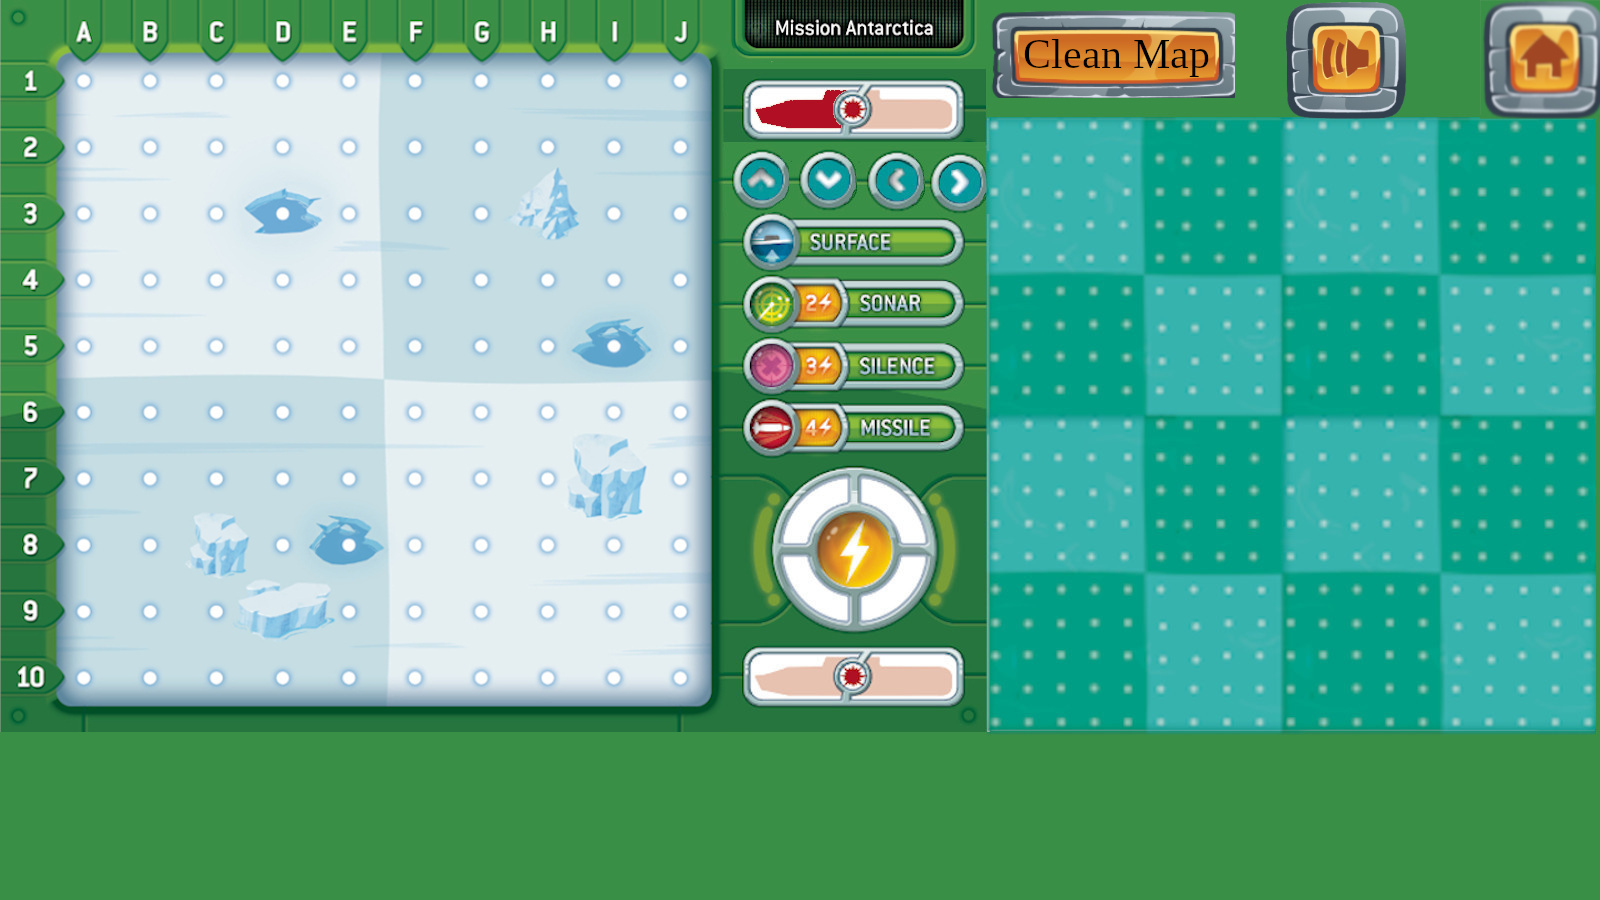 A B C D E F G H I J
Mission Antarctica
Clean Map
1
2
3
SURFACE
4
2 SONAR
5
3 SILENCE
6
4 MISSILE
7
8
9
10